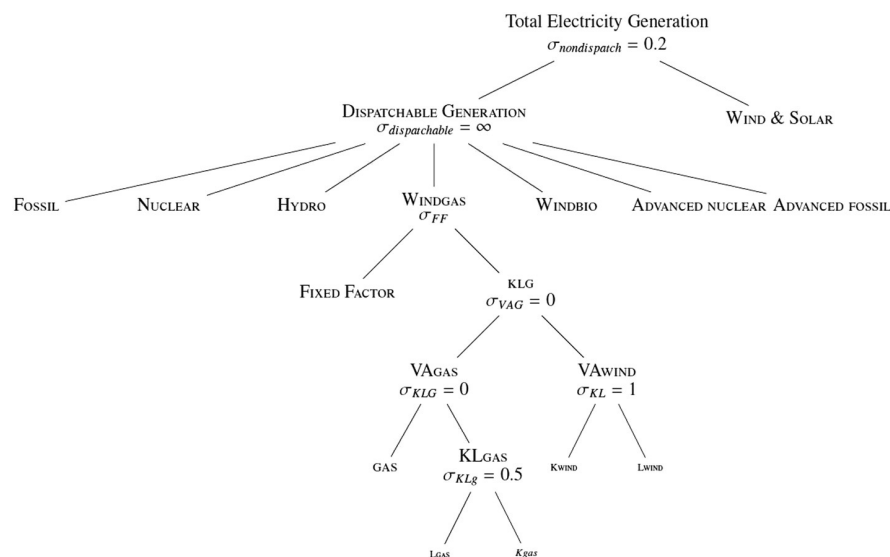 Total Electricity Generation
σnondispatch = 0.2
Dispatchable Generation
σdispatchable = ∞
Wind & Solar
Fossil
Nuclear
Hydro
Windgas
σFF
Windbio
Advanced nuclear
Advanced fossil
Fixed Factor
KLG
σVAG = 0
VAgas
σKLG = 0
VAwind
σKL = 1
GAS
KLgas
σKLg = 0.5
Kwind
Lwind
Lgas
Kgas